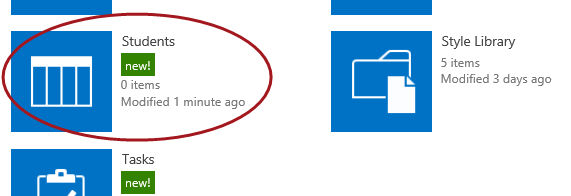 Students
new!
0 items
Modified 1 minute ago
Style Library
5 items
Modified 3 days ago
Tasks
new!